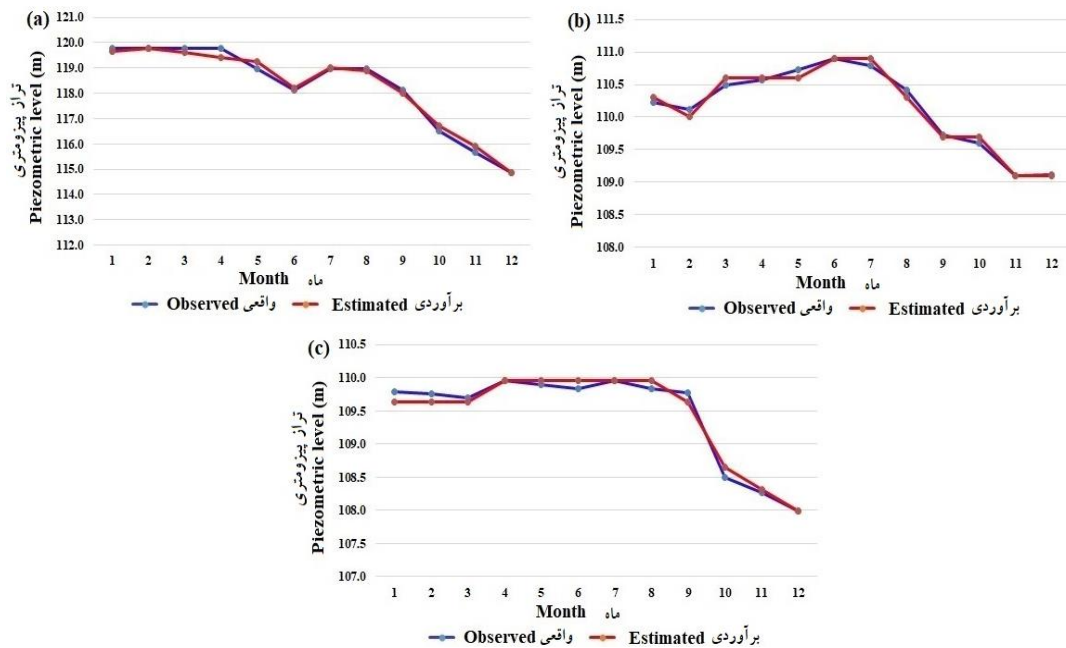 (a)
121.0
120.0
119.0
118.0
117.0
116.0
115.0
114.0
113.0
112.0
تراز پیزومتری
Piezometric level (m)
1 2 3 4 5 6 7 8 9 10 11 12
Month ماه
Observed واقعی Estimated برآوردی
(b)
111.5
111.0
110.5
110.0
109.5
109.0
108.5
108.0
تراز پیزومتری
Piezometric level (m)
1 2 3 4 5 6 7 8 9 10 11 12
Month ماه
Observed واقعی Estimated برآوردی
(c)
110.5
110.0
109.5
109.0
108.5
108.0
107.5
107.0
تراز پیزومتری
Piezometric level (m)
1 2 3 4 5 6 7 8 9 10 11 12
Month ماه
Observed واقعی Estimated برآوردی